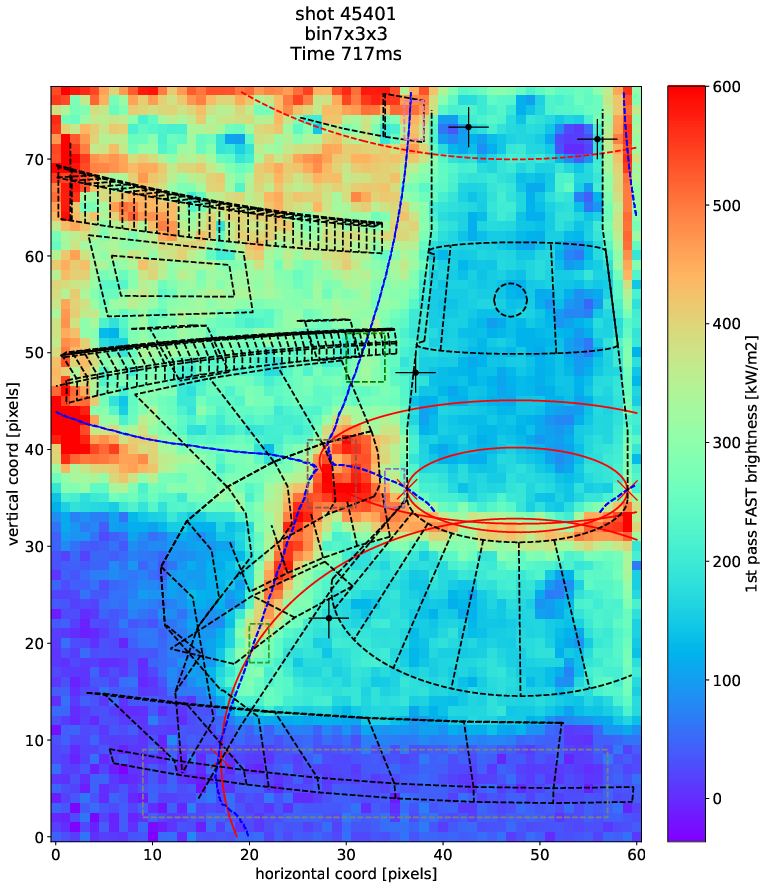 shot 45401
bin7x3x3
Time 717ms
vertical coord [pixels]
70
60
50
40
30
20
10
0
0 10 20 30 40 50 60
horizontal coord [pixels]
600
500
400
300
200
100
0
1st pass FAST brightness [kW/m2]